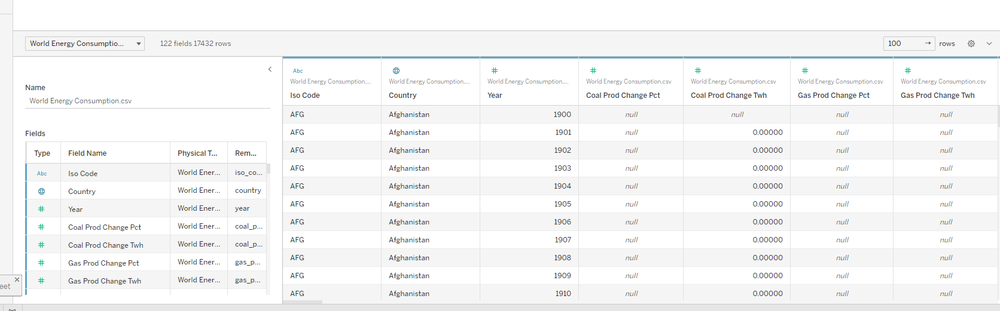 World Energy Consumptio... 122 fields 17432 rows 100 → rows
Name
World Energy Consumption.csv
Fields
Type Field Name Physical T... Rem...
Abc Iso Code World Ener... iso_co...
Country World Ener... country
# Year World Ener... year
# Coal Prod Change Pct World Ener... coal_p...
# Coal Prod Change Twh World Ener... coal_p...
# Gas Prod Change Pct World Ener... gas_p...
# Gas Prod Change Twh World Ener... gas_p...
eet
Abc # # # # #
World Energy Consumption.... World Energy Consumption.... World Energy Consumption.... World Energy Consumption.csv World Energy Consumption.csv World Energy Consumption.csv World Energy Consumption.csv
Iso Code Country Year Coal Prod Change Pct Coal Prod Change Twh Gas Prod Change Pct Gas Prod Change Twh
AFG Afghanistan 1900 null null null null
AFG Afghanistan 1901 null 0.00000 null null
AFG Afghanistan 1902 null 0.00000 null null
AFG Afghanistan 1903 null 0.00000 null null
AFG Afghanistan 1904 null 0.00000 null null
AFG Afghanistan 1905 null 0.00000 null null
AFG Afghanistan 1906 null 0.00000 null null
AFG Afghanistan 1907 null 0.00000 null null
AFG Afghanistan 1908 null 0.00000 null null
AFG Afghanistan 1909 null 0.00000 null null
AFG Afghanistan 1910 null 0.00000 null null